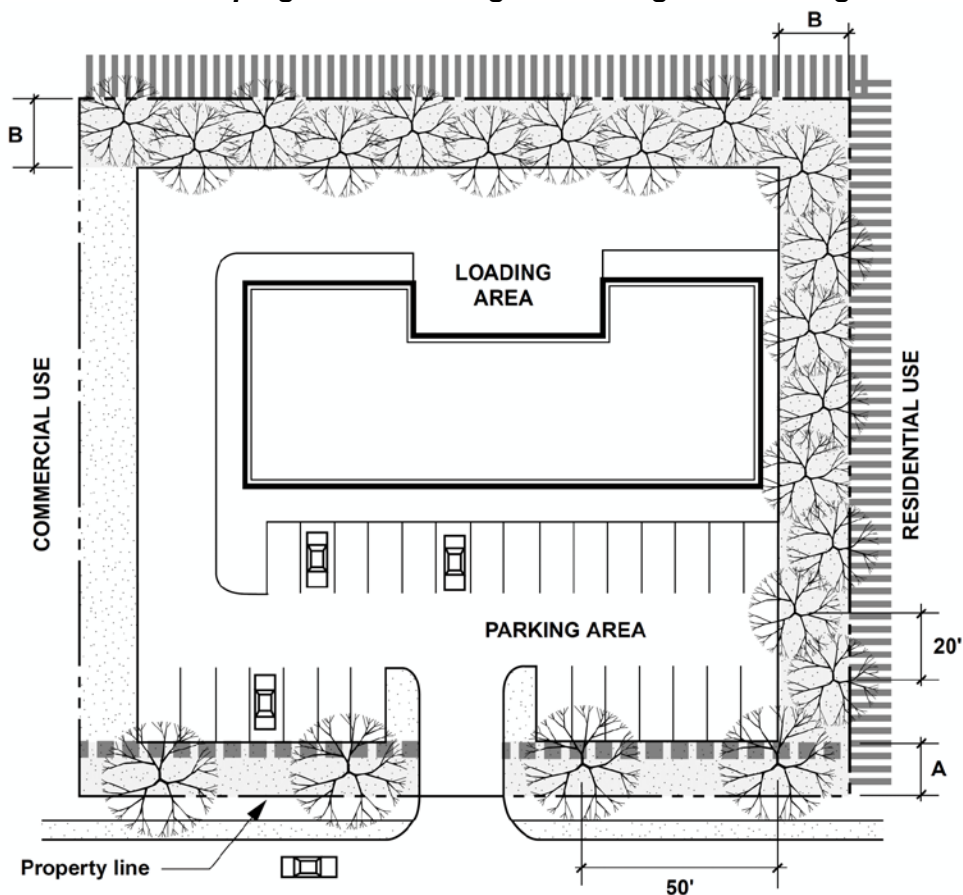 B
B
LOADING
AREA
COMMERCIAL USE
RESIDENTIAL USE
PARKING AREA
20'
A
Property line
50'